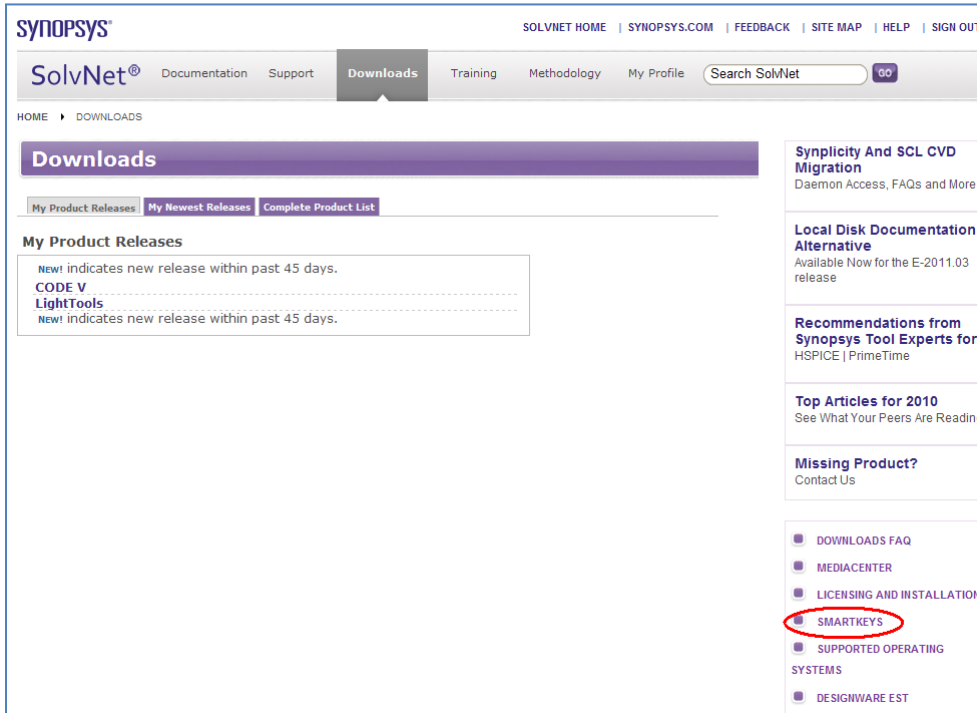 SYNOPSYS®
SOLVNET HOME | SYNOPSYS.COM | FEEDBACK | SITE MAP | HELP | SIGN OUT
SolvNet® Documentation Support Downloads Training Methodology My Profile Search SolvNet GO
HOME DOWNLOADS
Downloads
My Product Releases My Newest Releases Complete Product List
My Product Releases
NEW! indicates new release within past 45 days.
CODE V
LightTools
NEW! indicates new release within past 45 days.
Synplicity And SCL CVD
Migration
Daemon Access, FAQs and More
Local Disk Documentation
Alternative
Available Now for the E-2011.03
release
Recommendations from
Synopsys Tool Experts for
HSPICE | PrimeTime
Top Articles for 2010
See What Your Peers Are Readin
Missing Product?
Contact Us
DOWNLOADS FAQ
MEDIACENTER
LICENSING AND INSTALLATION
SMARTKEYS
SUPPORTED OPERATING
SYSTEMS
DESIGNWARE EST